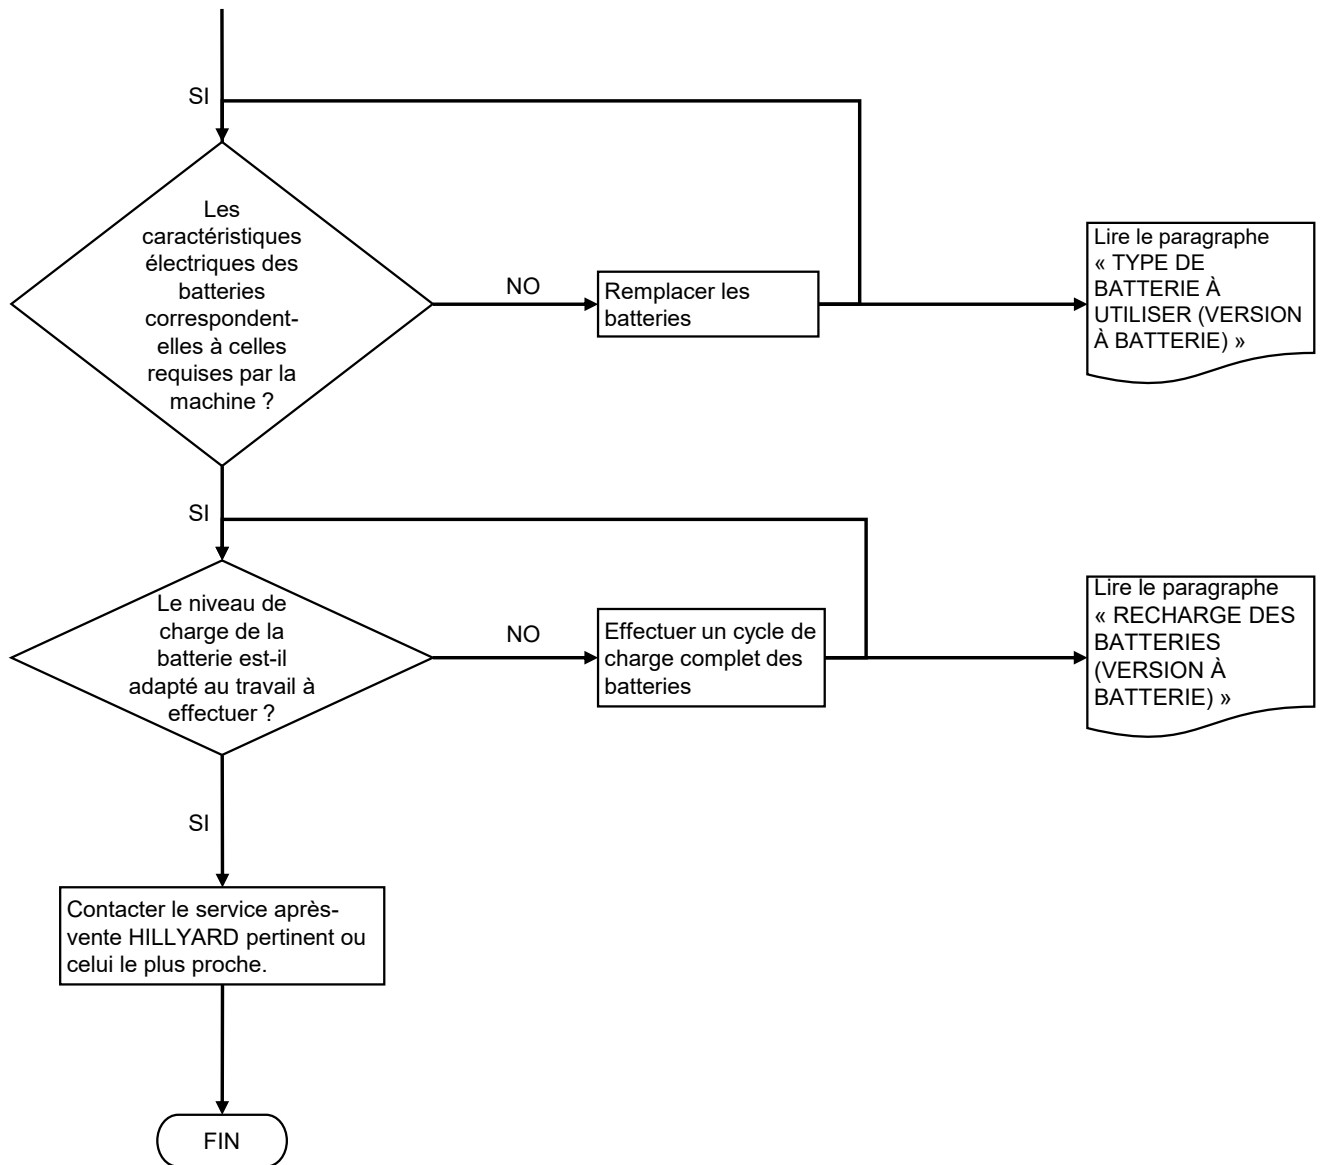 SI
Les
caractéristiques
électriques des
batteries
correspondent-
elles à celles
requises par la
machine ?
NO
Remplacer les
batteries
Lire le paragraphe
« TYPE DE
BATTERIE À
UTILISER (VERSION
À BATTERIE) »
SI
Le niveau de
charge de la
batterie est-il
adapté au travail à
effectuer ?
NO
Effectuer un cycle de
charge complet des
batteries
Lire le paragraphe
« RECHARGE DES
BATTERIES
(VERSION À
BATTERIE) »
SI
Contacter le service après-
vente HILLYARD pertinent ou
celui le plus proche.
FIN